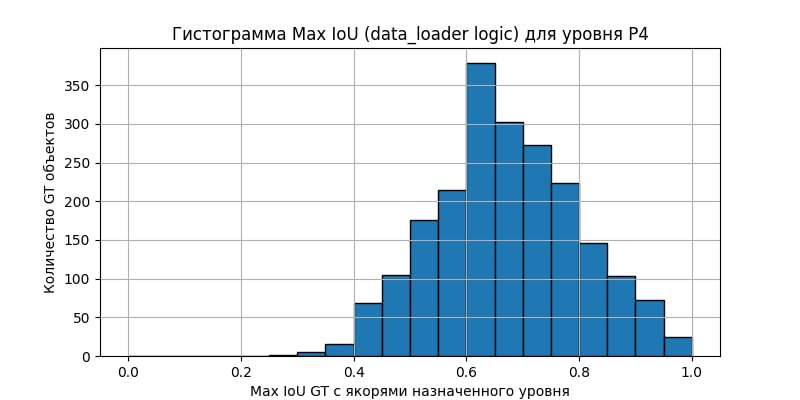 Гистограмма Max IoU (data_loader logic) для уровня P4
Количество GT объектов
350
300
250
200
150
100
50
0
0.0 0.2 0.4 0.6 0.8 1.0
Max IoU GT с якорями назначенного уровня